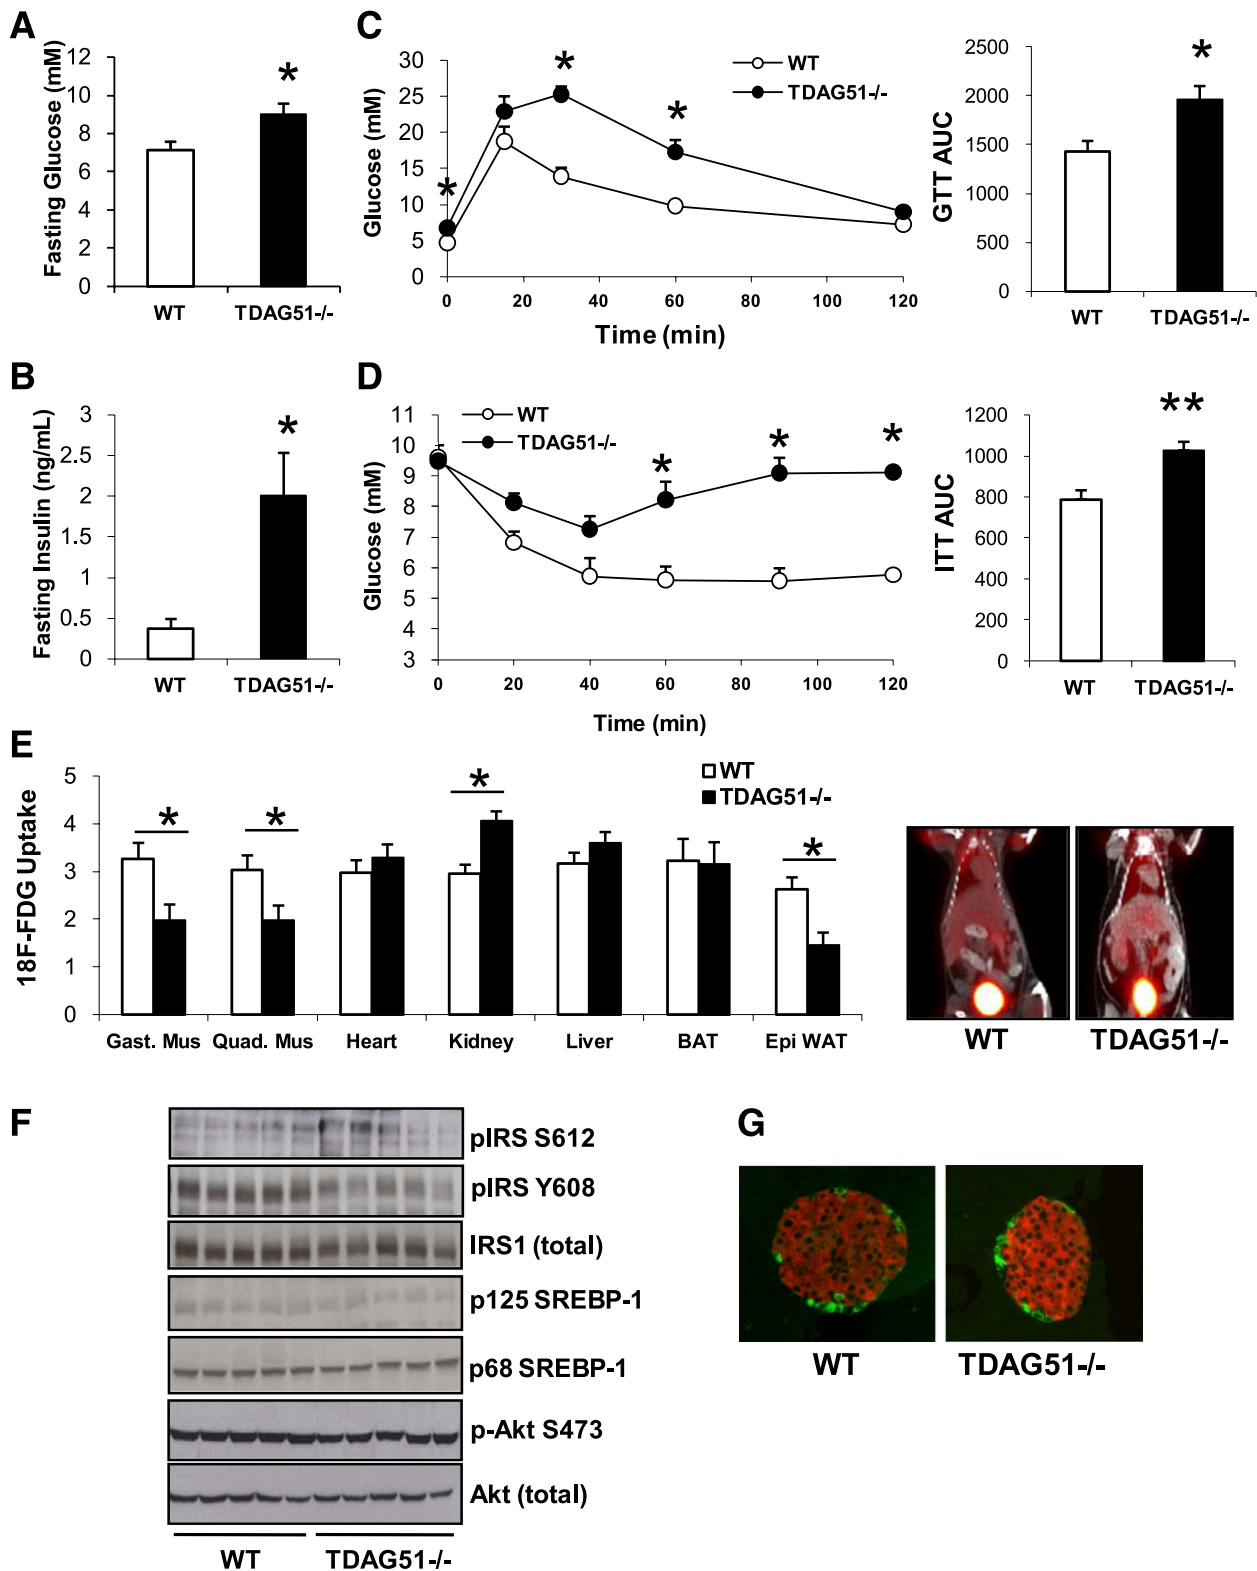 A
Fasting Glucose (mM)
12
10
8
6
4
2
0
*
WT
TDAG51-/-
C
Glucose (mM)
30
25
20
15
10
5
0
*
*
*
WT
TDAG51-/-
0 20 40 60 80 100 120
Time (min)
GTT AUC
2500
2000
1500
1000
500
0
*
WT
TDAG51-/-
B
Fasting Insulin (ng/mL)
3
2.5
2
1.5
1
0.5
0
*
WT
TDAG51-/-
D
Glucose (mM)
11
10
9
8
7
6
5
4
3
WT
TDAG51-/-
*
*
*
0 20 40 60 80 100 120
Time (min)
ITT AUC
1200
1000
800
600
400
200
0
**
WT
TDAG51-/-
E
18F-FDG Uptake
5
4
3
2
1
0
*
*
*
*
WT
TDAG51-/-
Gast. Mus Quad. Mus Heart Kidney Liver BAT Epi WAT
WT
TDAG51-/-
F
pIRS S612
pIRS Y608
IRS1 (total)
p125 SREBP-1
p68 SREBP-1
p-Akt S473
Akt (total)
WT
TDAG51-/-
G
WT
TDAG51-/-